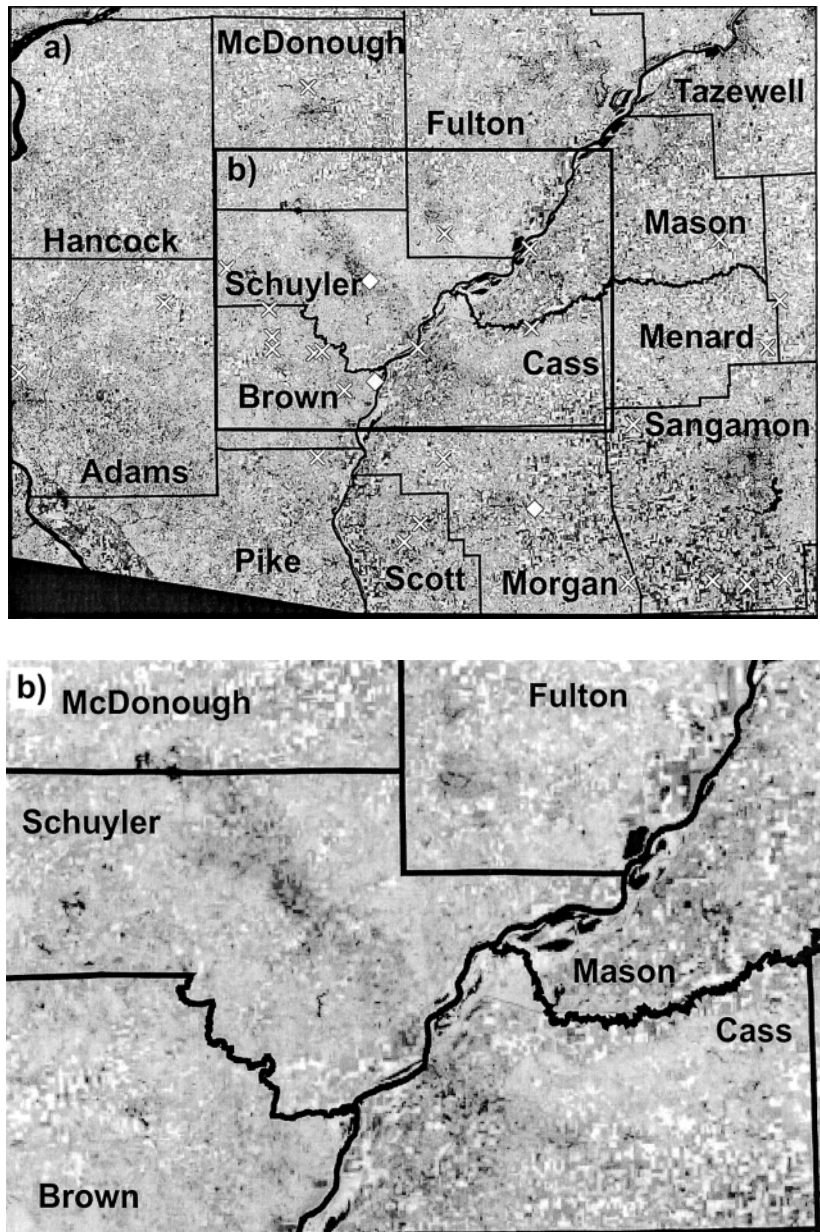 a)
McDonough
Tazewell
Fulton
b)
Mason
Hancock
Schuyler
Menard
Cass
Brown
Sangamon
Adams
Pike
Scott
Morgan
b)
McDonough
Fulton
Schuyler
Mason
Cass
Brown